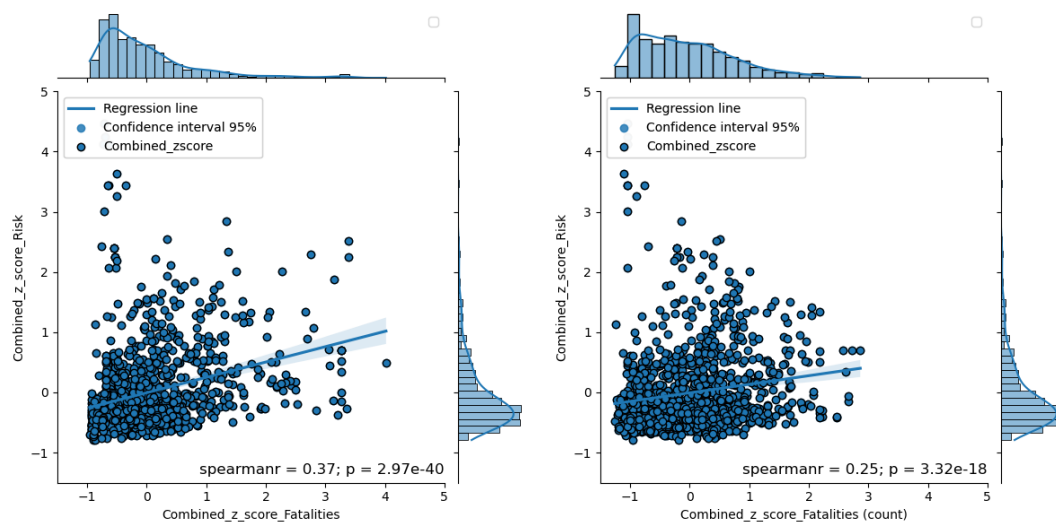 5
4
3
2
1
0
−1
Combined_z_score_Risk
Regression line
Confidence interval 95%
Combined_zscore
spearmanr = 0.37; p = 2.97e-40
−1 0 1 2 3 4 5
Combined_z_score_Fatalities
5
4
3
2
1
0
−1
Combined_z_score_Risk
Regression line
Confidence interval 95%
Combined_zscore
spearmanr = 0.25; p = 3.32e-18
−1 0 1 2 3 4 5
Combined_z_score_Fatalities (count)